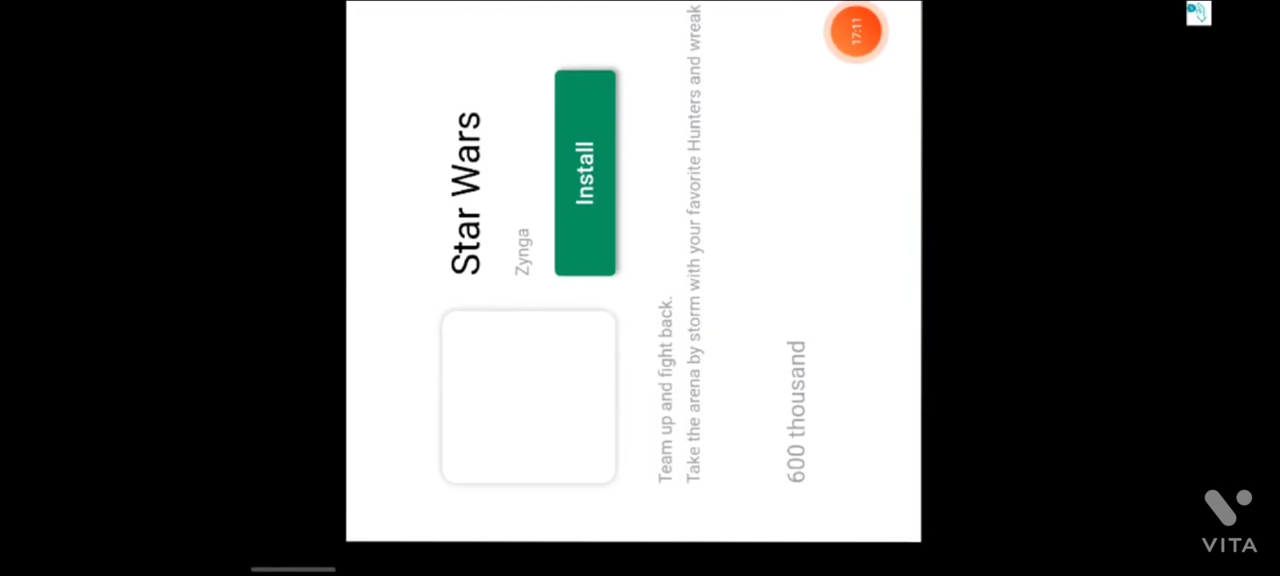 Star Wars
Zynga
Install
Team up and fight back.
Take the arena by storm with your favorite Hunters and wreak
600 thousand
17:11
VITA